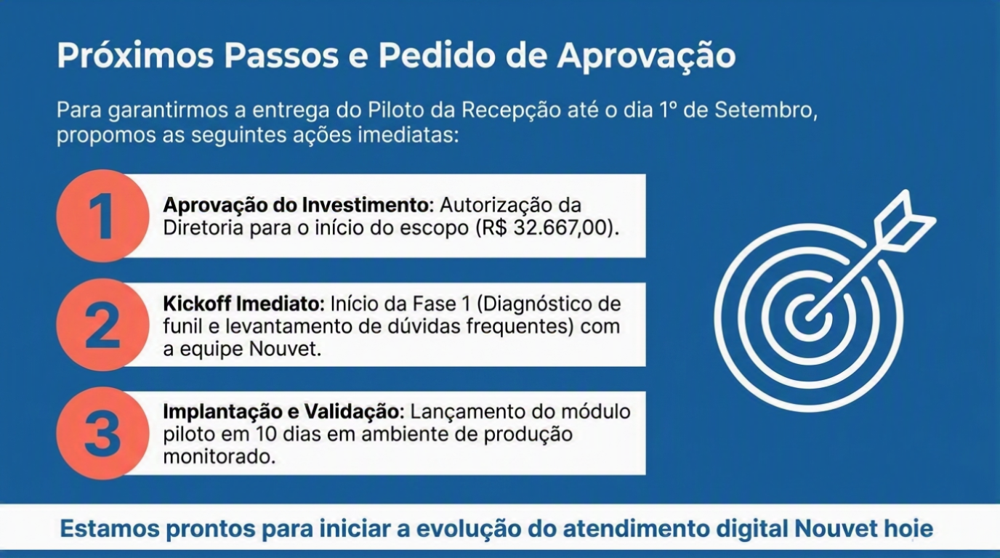 Próximos Passos e Pedido de Aprovação
Para garantirmos a entrega do Piloto da Recepção até o dia 1º de Setembro,
propomos as seguintes ações imediatas:
1
Aprovação do Investimento: Autorização da
Diretoria para o início do escopo (R$ 32.667,00).
2
Kickoff Imediato: Início da Fase 1 (Diagnóstico de
funil e levantamento de dúvidas frequentes) com
a equipe Nouvet.
3
Implantação e Validação: Lançamento do módulo
piloto em 10 dias em ambiente de produção
monitorado.
Estamos prontos para iniciar a evolução do atendimento digital Nouvet hoje